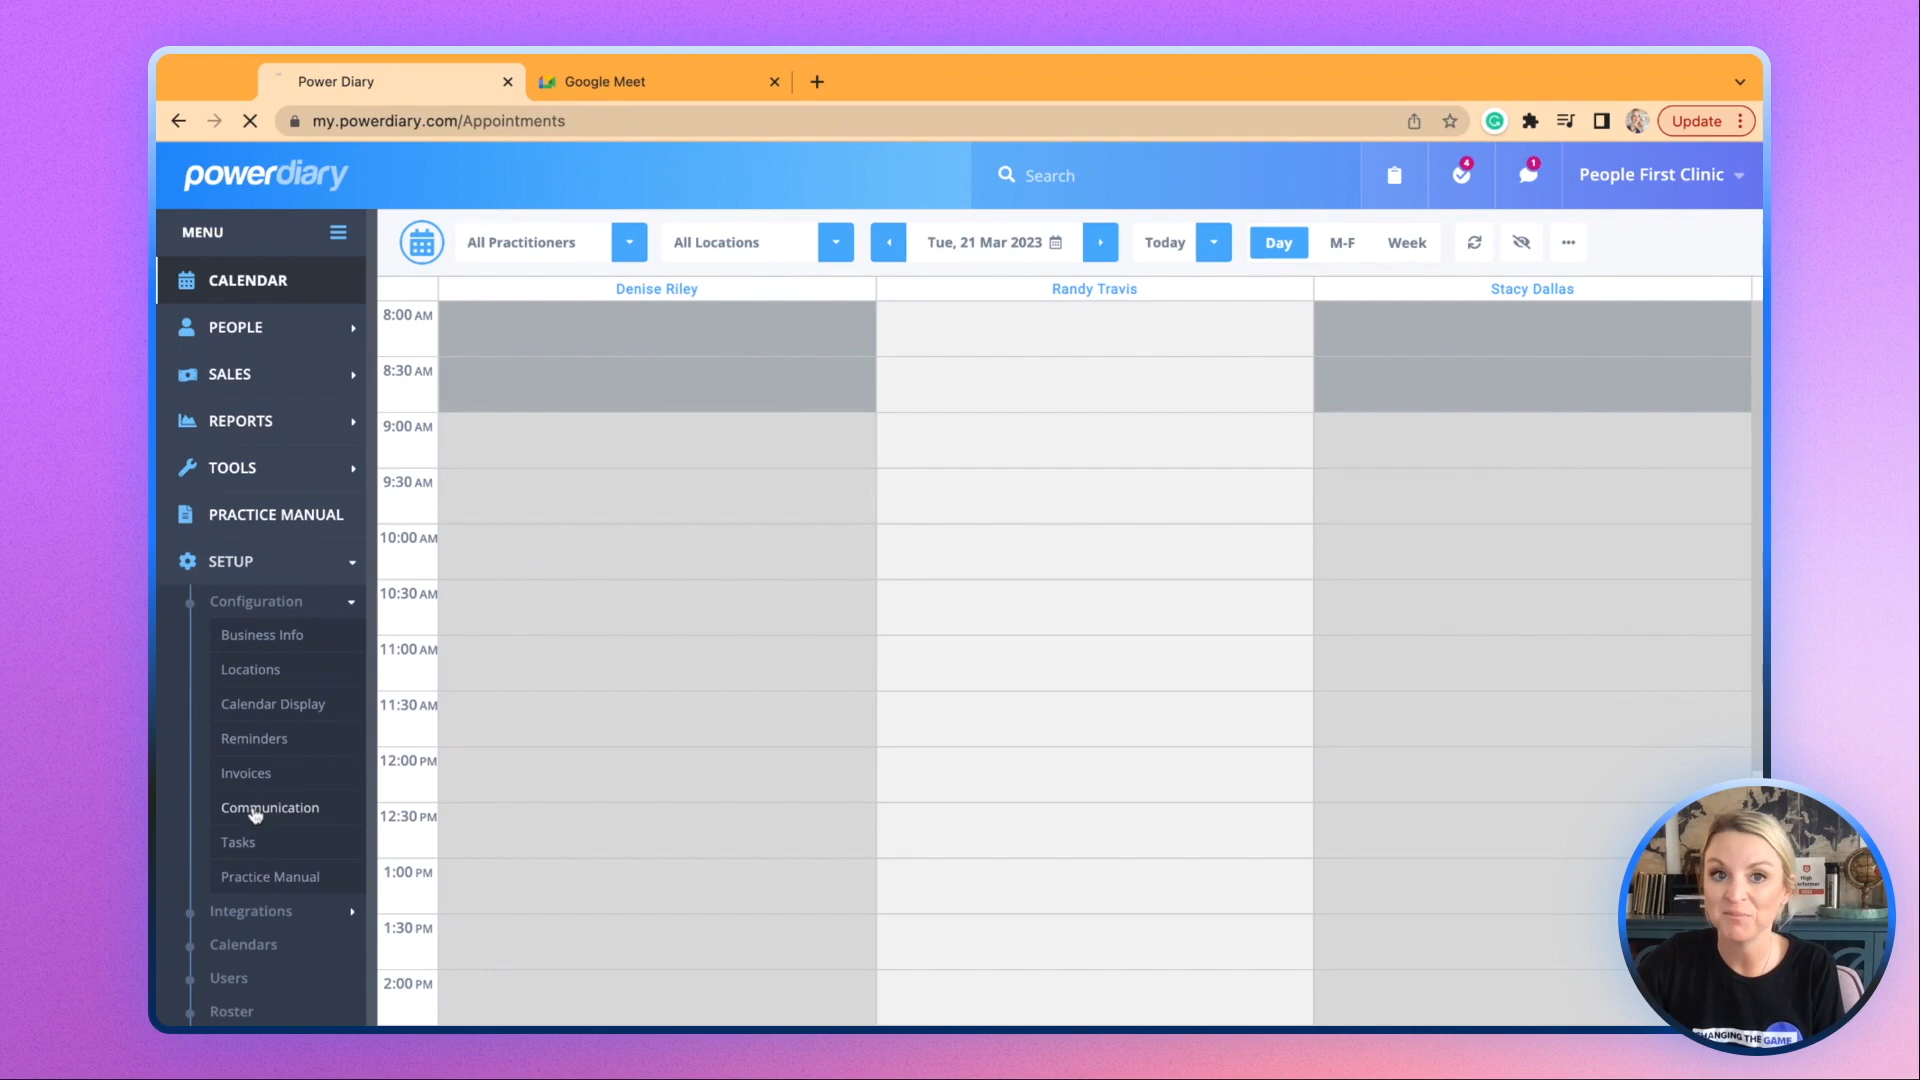 Power Diary
Google Meet
my.powerdiary.com/Appointments
Update
powerdiary
Search
4
1
People First Clinic
MENU
All Practitioners
All Locations
Tue, 21 Mar 2023
Today
Day
M-F
Week
CALENDAR
PEOPLE
SALES
REPORTS
TOOLS
PRACTICE MANUAL
SETUP
Configuration
Business Info
Locations
Calendar Display
Reminders
Invoices
Communication
Tasks
Practice Manual
Integrations
Calendars
Users
Roster
Denise Riley
Randy Travis
Stacy Dallas
8:00 AM
8:30 AM
9:00 AM
9:30 AM
10:00 AM
10:30 AM
11:00 AM
11:30 AM
12:00 PM
12:30 PM
1:00 PM
1:30 PM
2:00 PM
High
THE GAME